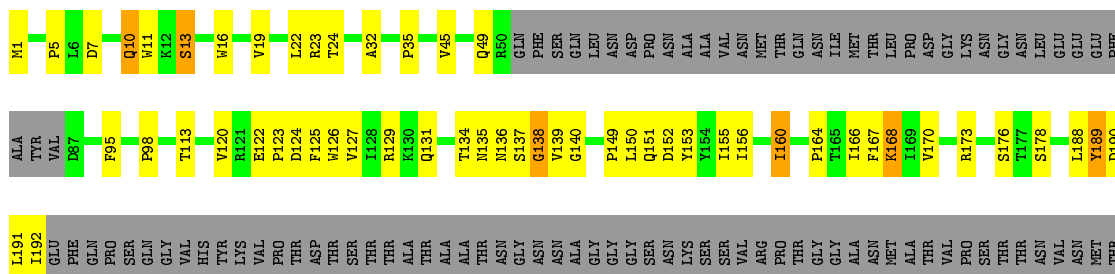 M1 P5 L6 D7 Q10 W11 K12 S13 W16 V19 L22 R23 T24 A32 P35 V45 Q49 R50 GLN PHE SER GLN LEU ASN ASP PRO ASN ALA ALA VAL ASN MET THR GLN ASN ILE MET THR LEU PRO ASP GLY LYS ASN GLY ASN LEU GLU GLU GLU PHE
ALA TYR VAL D87 F95 P98 T113 V120 R121 E122 P123 D124 F125 W126 V127 I128 R129 K130 Q131 T134 N135 N136 S137 G138 V139 G140 P149 L150 Q151 D152 Y153 Y154 I155 I156 I160 P164 T165 I166 F167 K168 I169 V170 R173 S176 T177 S178 L188 Y189 D190
L191 I192 GLU PHE GLN PRO SER GLN GLY VAL HIS TYR LYS VAL PRO THR ASP THR SER THR THR ALA THR ALA ALA THR ASN GLY ASN ASN ALA GLY GLY GLY SER ASN LYS SER SER VAL ARG PRO THR GLY GLY ALA ASN MET ALA THR VAL PRO SER THR THR ASN VAL ASN MET THR